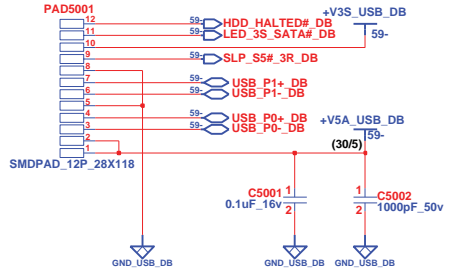 PAD5001
12 59- HDD_HALTED#_DB
11 59- LED_3S_SATA#_DB
+V3S_USB_DB
10 59-
9 59- SLP_S5#_3R_DB
8
7 59- USB_P1+_DB
6 59- USB_P1-_DB
5
4 59- USB_P0+_DB
3 59- USB_P0-_DB
+V5A_USB_DB
59-
2
(30/5)
1
SMDPAD_12P_28X118
C5001 1
0.1uF_16v
2
1 C5002
1000pF_50v
2
GND_USB_DB
GND_USB_DB
GND_USB_DB